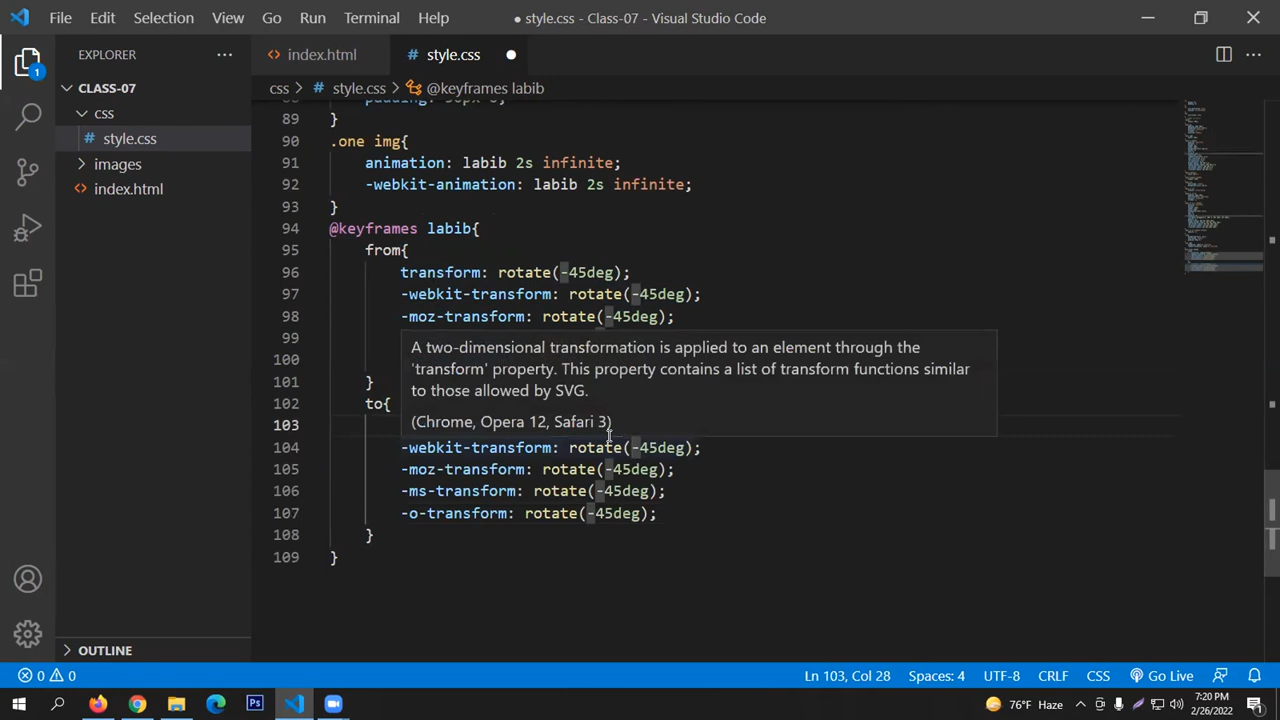 File Edit Selection View Go Run Terminal Help
● style.css - Class-07 - Visual Studio Code
EXPLORER
index.html
# style.css
1
CLASS-07
css > # style.css > @keyframes labib
css
# style.css
images
index.html
89 }
90 .one img{
91 animation: labib 2s infinite;
92 -webkit-animation: labib 2s infinite;
93 }
94 @keyframes labib{
95 from{
96 transform: rotate(-45deg);
97 -webkit-transform: rotate(-45deg);
98 -moz-transform: rotate(-45deg);
99
100
101 }
102 to{
103
A two-dimensional transformation is applied to an element through the
'transform' property. This property contains a list of transform functions similar
to those allowed by SVG.
(Chrome, Opera 12, Safari 3)
104 -webkit-transform: rotate(-45deg);
105 -moz-transform: rotate(-45deg);
106 -ms-transform: rotate(-45deg);
107 -o-transform: rotate(-45deg);
108 }
109 }
OUTLINE
0 0
Ln 103, Col 28 Spaces: 4 UTF-8 CRLF CSS Go Live
Ps
76°F Haze
7:20 PM
2/26/2022